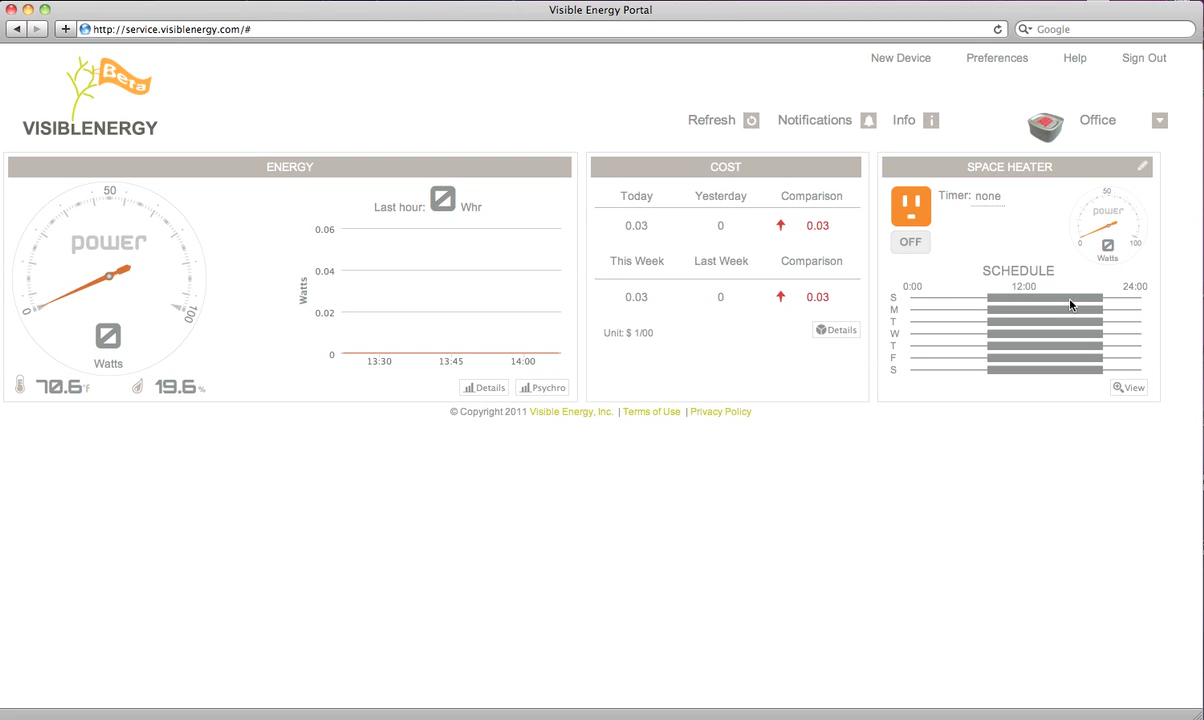 Visible Energy Portal
http://service.visiblenergy.com/#
Google
New Device Preferences Help Sign Out
Beta
VISIBLENERGY
Refresh Notifications Info i Office
ENERGY
50
power
0
100
0
Watts
70.6°F 19.6%
Last hour: 0 Whr
Watts
0.06
0.04
0.02
0
13:30 13:45 14:00
Details Psychro
COST
Today Yesterday Comparison
0.03 0 0.03
This Week Last Week Comparison
0.03 0 0.03
Unit: $ 1/00
Details
SPACE HEATER
Timer: none
OFF
50
power
0 100
0
Watts
SCHEDULE
0:00 12:00 24:00
S
M
T
W
T
F
S
View
© Copyright 2011 Visible Energy, Inc. | Terms of Use | Privacy Policy